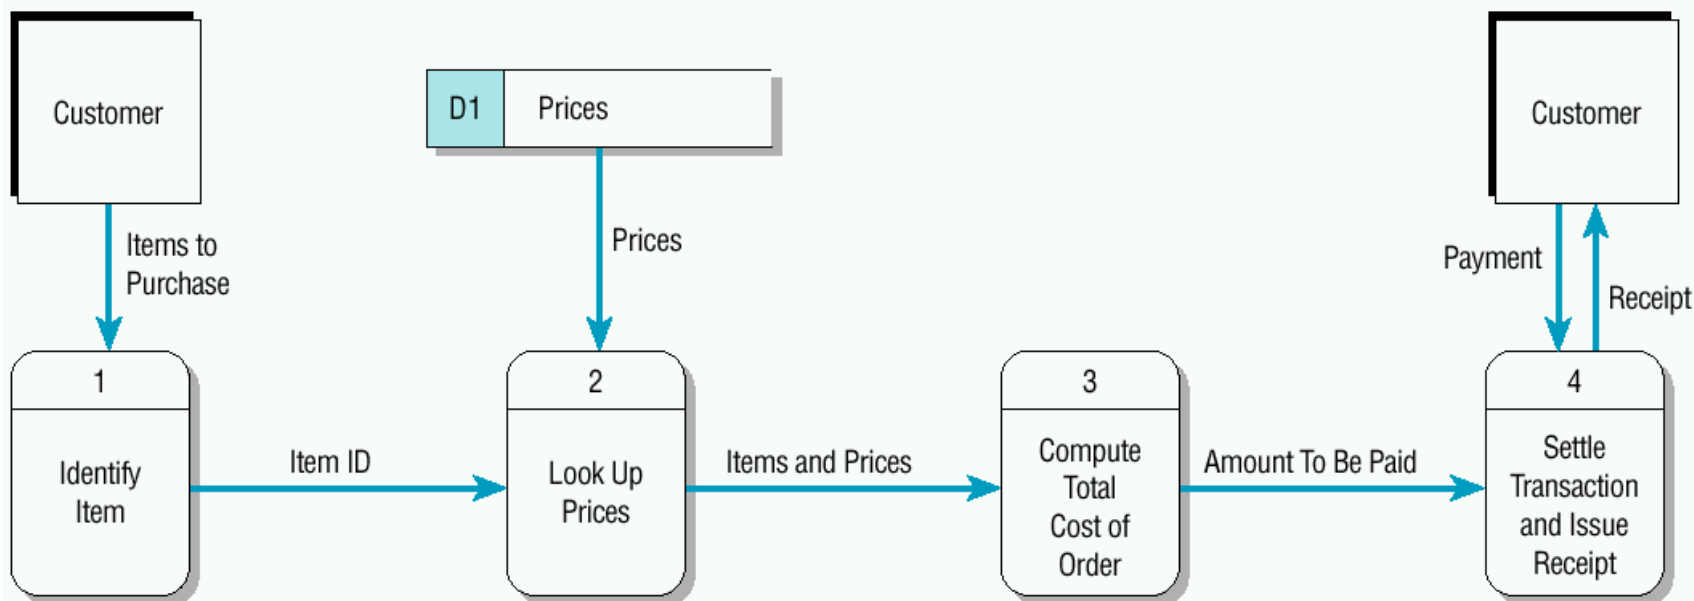 Customer
D1 Prices
Customer
Items to
Purchase
Prices
Payment
Receipt
1
Identify
Item
Item ID
2
Look Up
Prices
Items and Prices
3
Compute
Total
Cost of
Order
Amount To Be Paid
4
Settle
Transaction
and Issue
Receipt